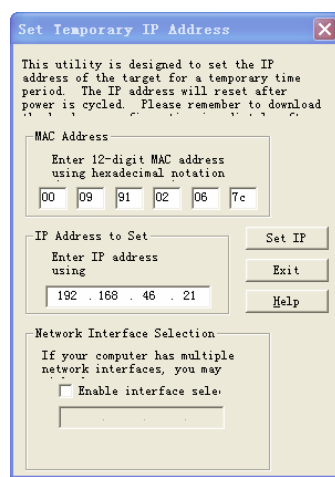 Set Temporary IP Address
This utility is designed to set the IP
address of the target for a temporary time
period. The IP address will reset after
power is cycled. Please remember to download
MAC Address
Enter 12-digit MAC address
using hexadecimal notation
00 09 91 02 06 7c
IP Address to Set
Enter IP address
using
192 . 168 . 46 . 21
Set IP
Exit
Help
Network Interface Selection
If your computer has multiple
network interfaces, you may
Enable interface sele
. . .